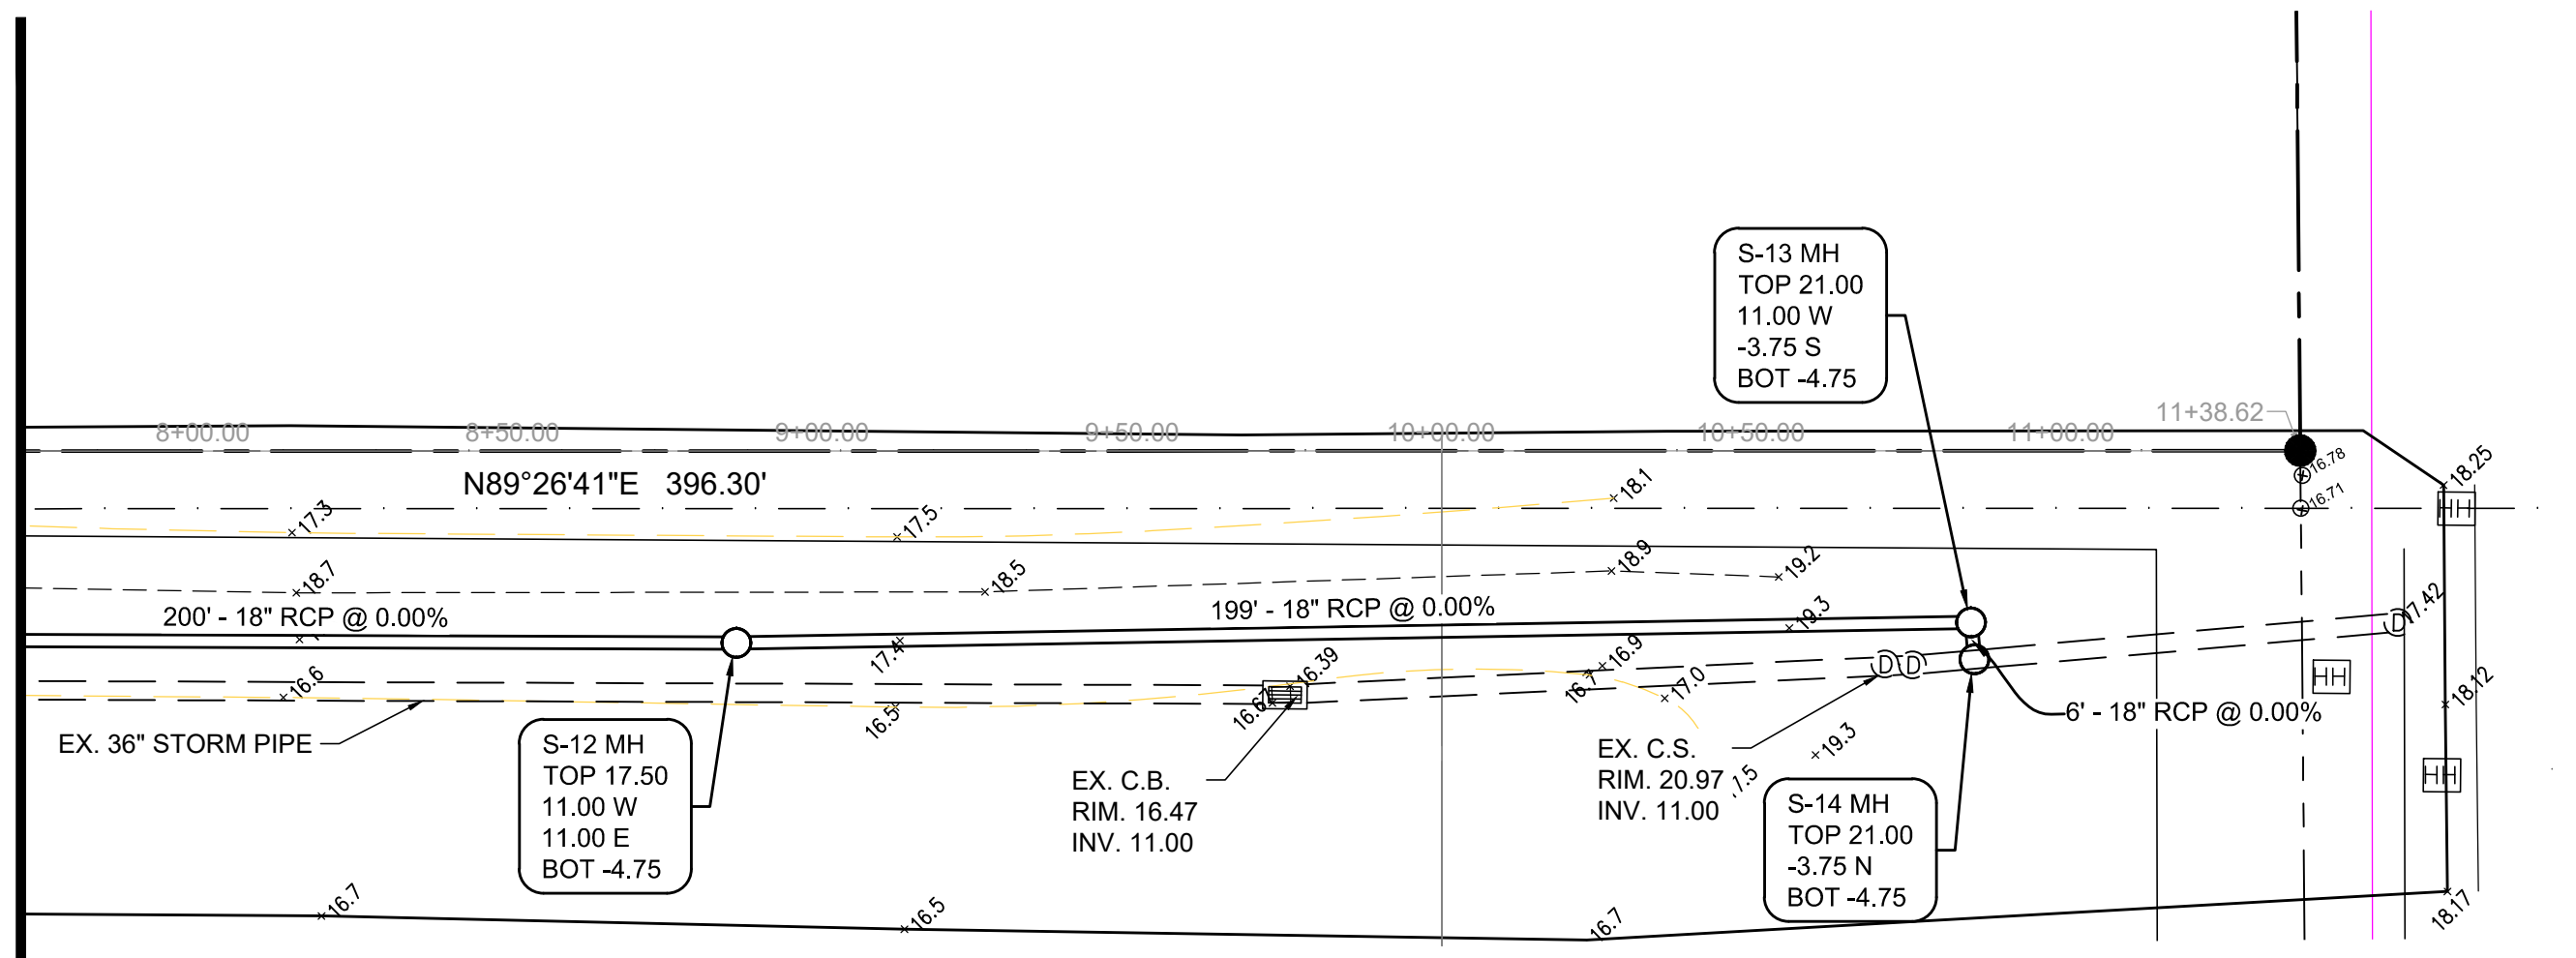 S-13 MH
TOP 21.00
11.00 W
-3.75 S
BOT -4.75
8+00.00
8+50.00
9+00.00
9+50.00
10+00.00
10+50.00
11+00.00
11+38.62
N89°26'41"E 396.30'
16.78
16.71
18.25
HH
17.3
17.5
18.1
18.7
18.5
18.9
19.2
200' - 18" RCP @ 0.00%
199' - 18" RCP @ 0.00%
19.3
17.42
D
17.4
16.6
16.5
16.67
16.39
16.7
16.9
17.0
D D
HH
18.12
6' - 18" RCP @ 0.00%
EX. 36" STORM PIPE
S-12 MH
TOP 17.50
11.00 W
11.00 E
BOT -4.75
EX. C.B.
RIM. 16.47
INV. 11.00
EX. C.S.
RIM. 20.97
INV. 11.00
19.3
HH
S-14 MH
TOP 21.00
-3.75 N
BOT -4.75
16.7
16.5
16.7
18.17